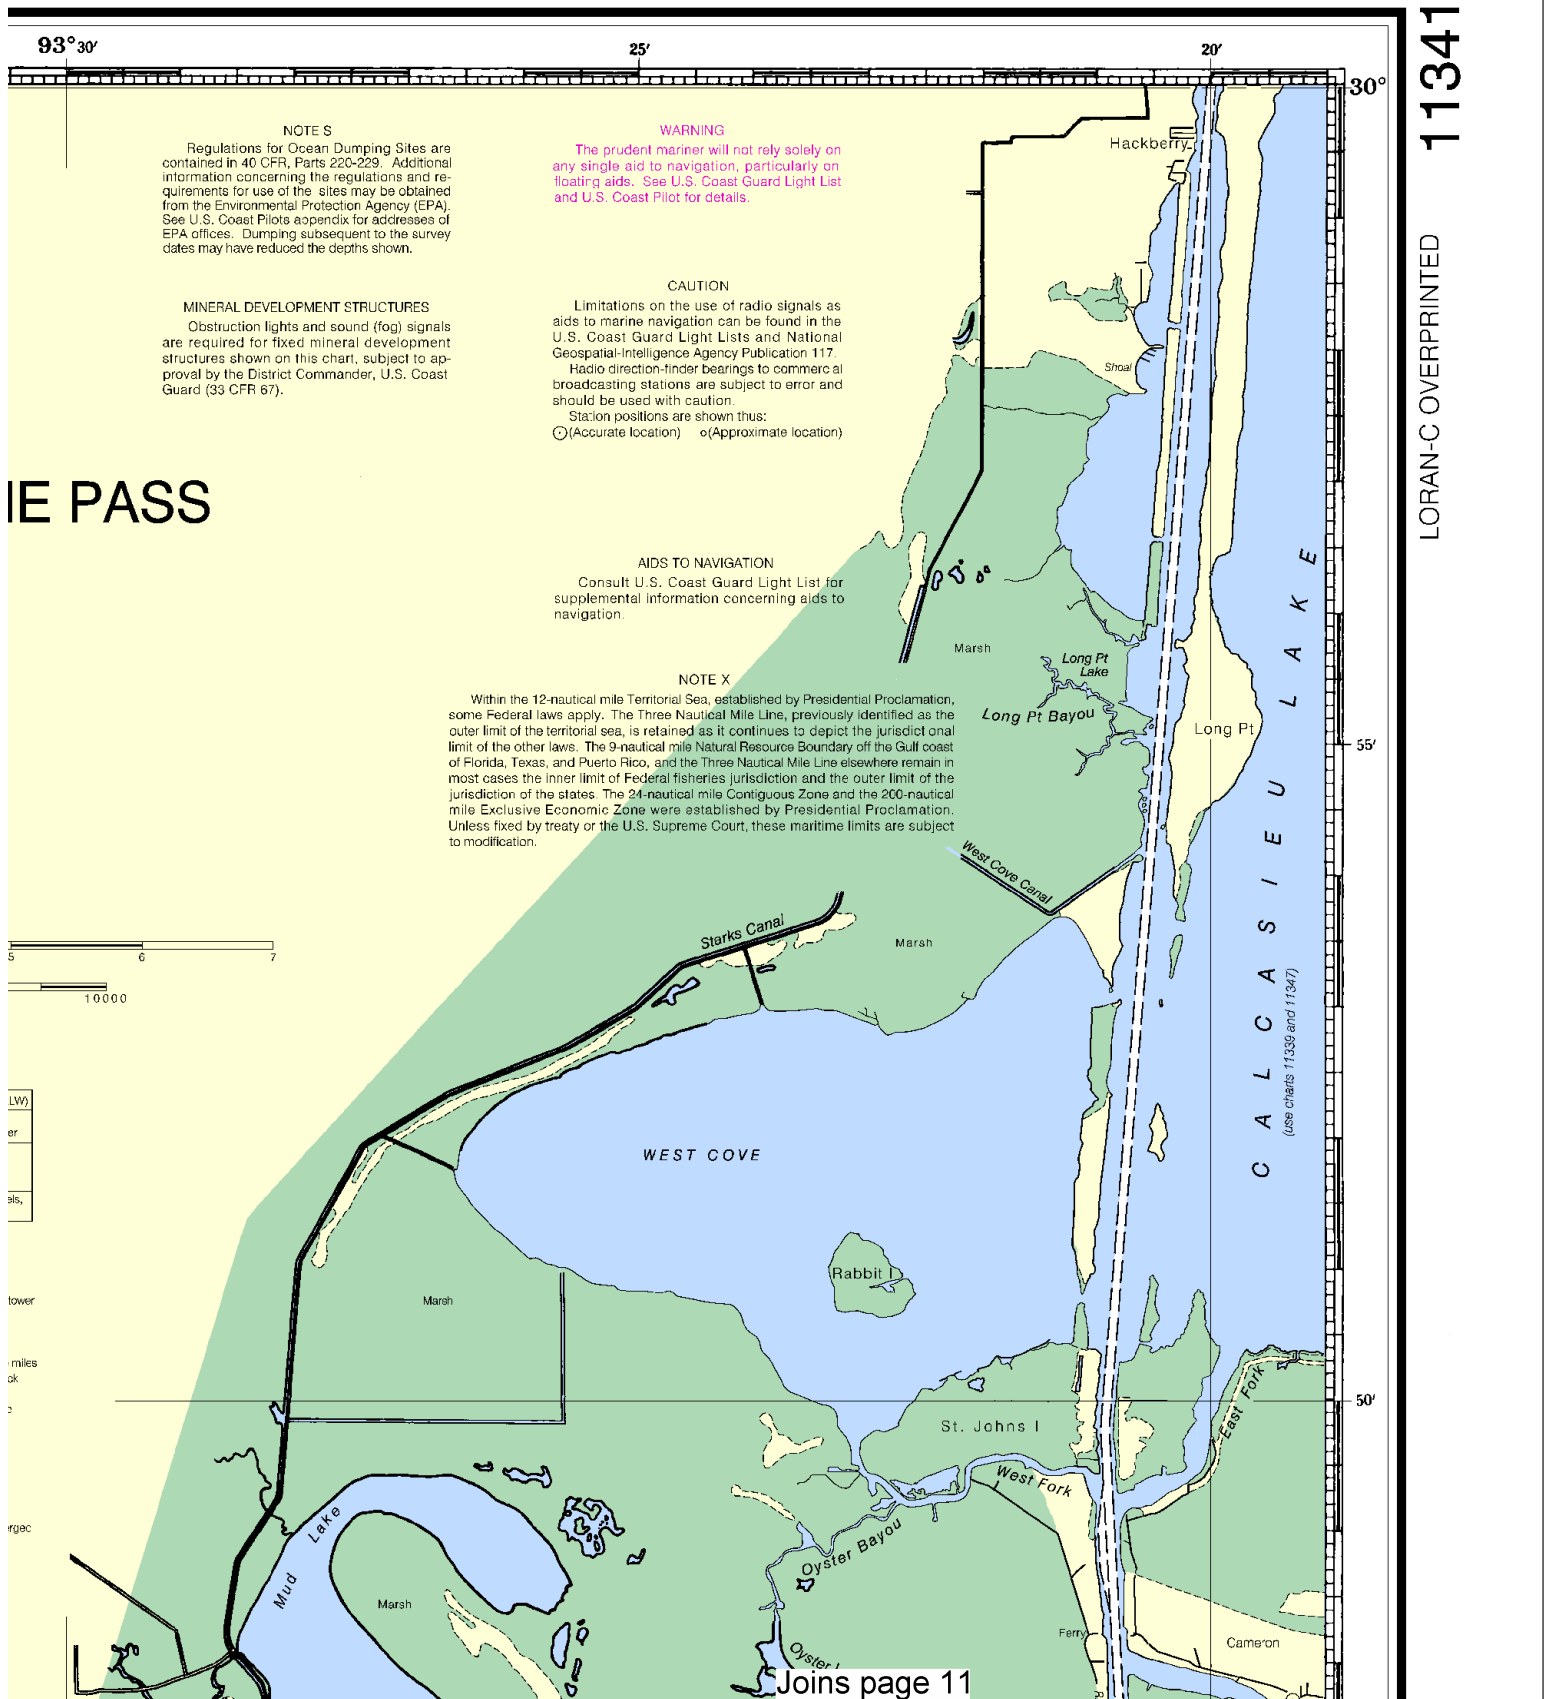 93°30′
25′
20′
30°
11341
LORAN-C OVERPRINTED
NOTE S
Regulations for Ocean Dumping Sites are
contained in 40 CFR, Parts 220-229. Additional
information concerning the regulations and re-
quirements for use of the sites may be obtained
from the Environmental Protection Agency (EPA).
See U.S. Coast Pilots appendix for addresses of
EPA offices. Dumping subsequent to the survey
dates may have reduced the depths shown.
WARNING
The prudent mariner will not rely solely on
any single aid to navigation, particularly on
floating aids. See U.S. Coast Guard Light List
and U.S. Coast Pilot for details.
Hackberry
MINERAL DEVELOPMENT STRUCTURES
Obstruction lights and sound (fog) signals
are required for fixed mineral development
structures shown on this chart, subject to ap-
proval by the District Commander, U.S. Coast
Guard (33 CFR 67).
CAUTION
Limitations on the use of radio signals as
aids to marine navigation can be found in the
U.S. Coast Guard Light Lists and National
Geospatial-Intelligence Agency Publication 117.
Radio direction-finder bearings to commerc al
broadcasting stations are subject to error and
should be used with caution.
Station positions are shown thus:
(Accurate location) o(Approximate location)
Shoal
IE PASS
AIDS TO NAVIGATION
Consult U.S. Coast Guard Light List for
supplemental information concerning aids to
navigation.
Marsh
Long Pt
Lake
Long Pt Bayou
Long Pt
55′
NOTE X
Within the 12-nautical mile Territorial Sea, established by Presidential Proclamation,
some Federal laws apply. The Three Nautical Mile Line, previously identified as the
outer limit of the territorial sea, is retained as it continues to depict the jurisdict onal
limit of the other laws. The 9-nautical mile Natural Resource Boundary off the Gulf coast
of Florida, Texas, and Puerto Rico, and the Three Nautical Mile Line elsewhere remain in
most cases the inner limit of Federal fisheries jurisdiction and the outer limit of the
jurisdiction of the states. The 24-nautical mile Contiguous Zone and the 200-nautical
mile Exclusive Economic Zone were established by Presidential Proclamation.
Unless fixed by treaty or the U.S. Supreme Court, these maritime limits are subject
to modification.
CALCASIEU LAKE
(use charts 11339 and 11347)
West Cove Canal
Starks Canal
Marsh
5 6 7
10000
LW)
er
els,
WEST COVE
Rabbit I
tower
Marsh
miles
ck
50′
St. Johns I
East Fork
West Fork
Mud Lake
erged
Oyster Bayou
Marsh
Ferry
Cameron
Oyster L
R
Joins page 11